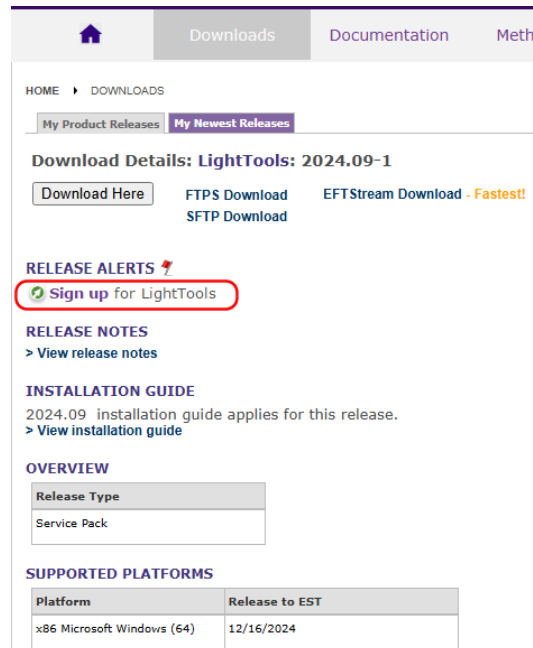 Downloads Documentation Meth
HOME ▸ DOWNLOADS
My Product Releases My Newest Releases
Download Details: LightTools: 2024.09-1
Download Here FTPS Download EFTStream Download - Fastest!
SFTP Download
RELEASE ALERTS
Sign up for LightTools
RELEASE NOTES
> View release notes
INSTALLATION GUIDE
2024.09 installation guide applies for this release.
> View installation guide
OVERVIEW
Release Type
Service Pack
SUPPORTED PLATFORMS
Platform Release to EST
x86 Microsoft Windows (64) 12/16/2024